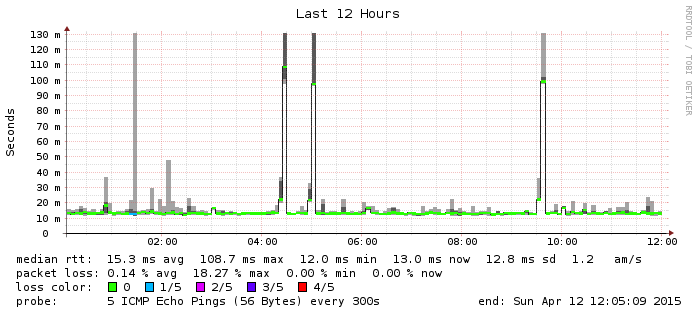 Last 12 Hours
RRDTOOL / TOBI OETIKER
Seconds
130 m
120 m
110 m
100 m
90 m
80 m
70 m
60 m
50 m
40 m
30 m
20 m
10 m
0
02:00 04:00 06:00 08:00 10:00 12:00
median rtt: 15.3 ms avg 108.7 ms max 12.0 ms min 13.0 ms now 12.8 ms sd 1.2 am/s
packet loss: 0.14 % avg 18.27 % max 0.00 % min 0.00 % now
loss color: 0 1/5 2/5 3/5 4/5
probe: 5 ICMP Echo Pings (56 Bytes) every 300s end: Sun Apr 12 12:05:09 2015